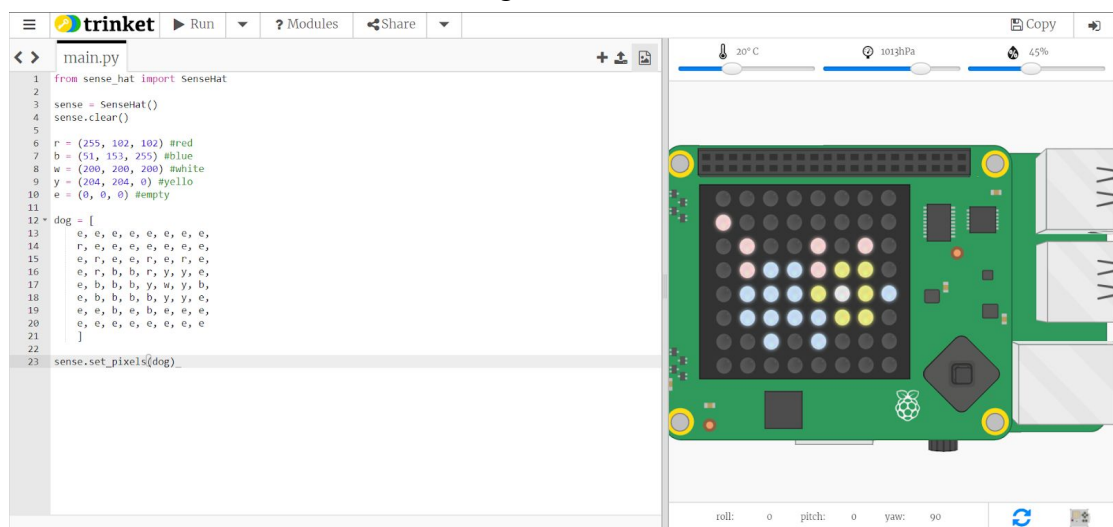 trinket Run ? Modules Share Copy
main.py
20° C 1013hPa 45%
1 from sense_hat import SenseHat
2
3 sense = SenseHat()
4 sense.clear()
5
6 r = (255, 102, 102) #red
7 b = (51, 153, 255) #blue
8 w = (200, 200, 200) #white
9 y = (204, 204, 0) #yello
10 e = (0, 0, 0) #empty
11
12 dog = [
13 e, e, e, e, e, e, e, e,
14 r, e, e, e, e, e, e, e,
15 e, r, e, e, r, e, r, e,
16 e, r, b, b, r, y, y, e,
17 e, b, b, b, y, w, y, b,
18 e, b, b, b, b, y, y, e,
19 e, e, b, e, b, e, e, e,
20 e, e, e, e, e, e, e, e
21 ]
22
23 sense.set_pixels(dog)_
roll: 0 pitch: 0 yaw: 90